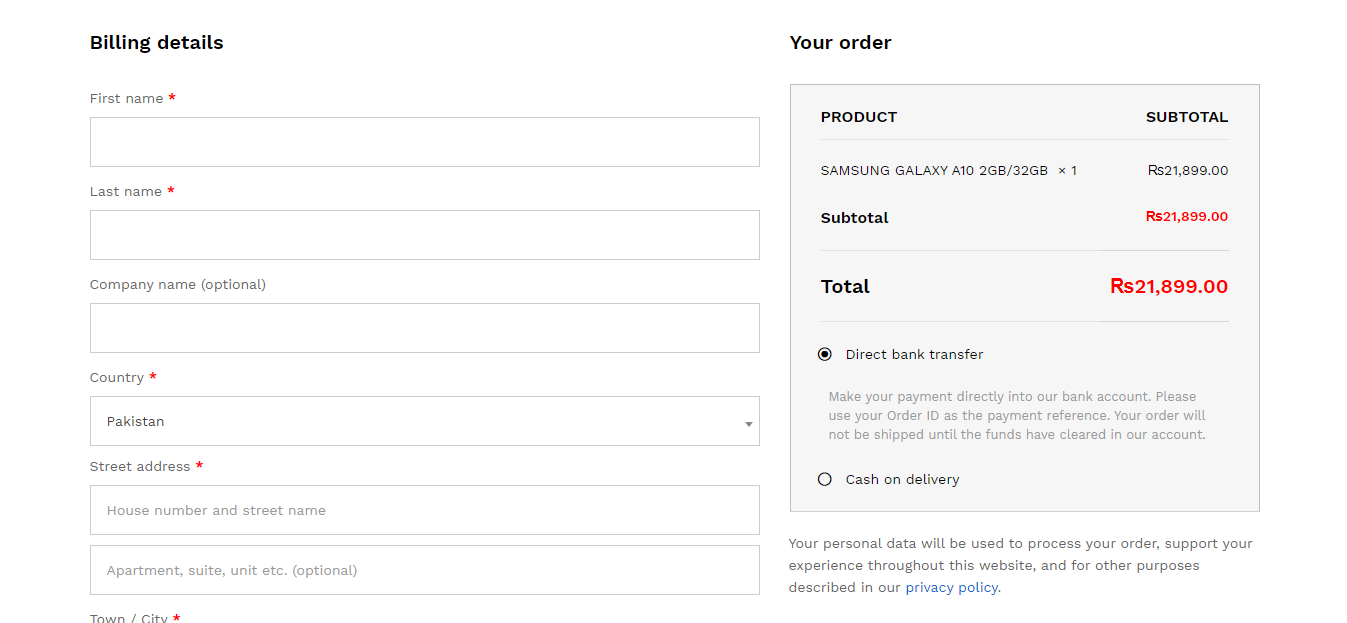 Billing details
First name *
Last name *
Company name (optional)
Country *
Pakistan
Street address *
House number and street name
Apartment, suite, unit etc. (optional)
Town / City *
Your order
PRODUCT SUBTOTAL
SAMSUNG GALAXY A10 2GB/32GB × 1 ₨21,899.00
Subtotal ₨21,899.00
Total ₨21,899.00
Direct bank transfer
Make your payment directly into our bank account. Please
use your Order ID as the payment reference. Your order will
not be shipped until the funds have cleared in our account.
Cash on delivery
Your personal data will be used to process your order, support your
experience throughout this website, and for other purposes
described in our privacy policy.